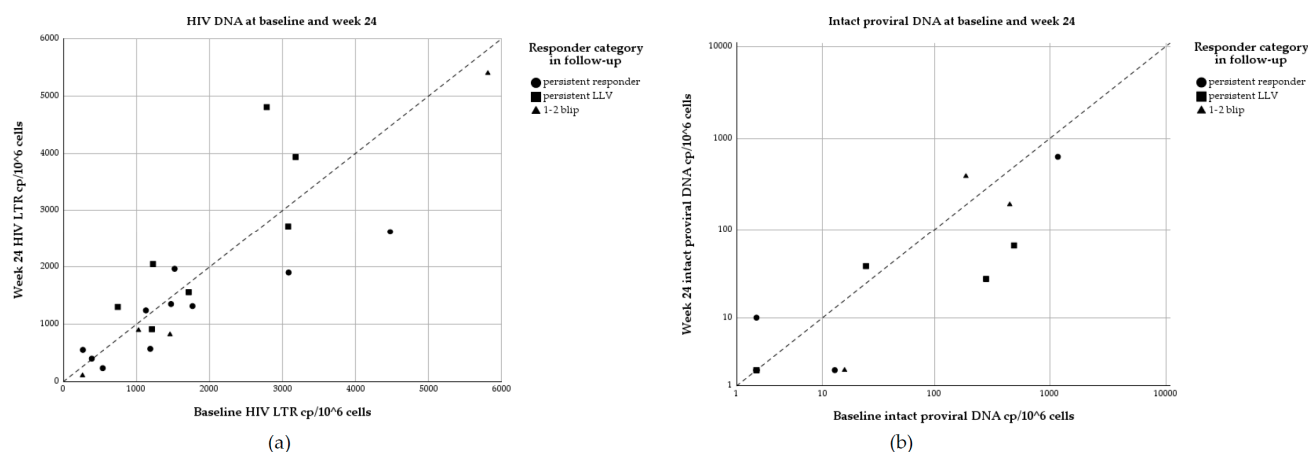 HIV DNA at baseline and week 24
6000
5000
4000
3000
2000
1000
0
0
1000
2000
3000
4000
5000
6000
Week 24 HIV LTR cp/10^6 cells
Baseline HIV LTR cp/10^6 cells
Responder category
in follow-up
persistent responder
persistent LLV
1-2 blip
(a)
Intact proviral DNA at baseline and week 24
10000
1000
100
10
1
1
10
100
1000
10000
Week 24 intact proviral DNA cp/10^6 cells
Baseline intact proviral DNA cp/10^6 cells
Responder category
in follow-up
persistent responder
persistent LLV
1-2 blip
(b)